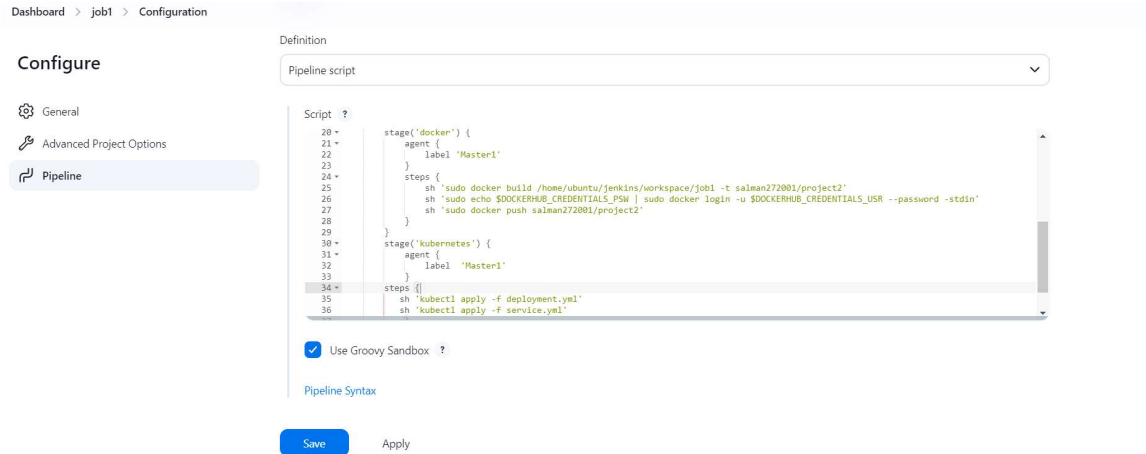 Dashboard > job1 > Configuration
Configure
General
Advanced Project Options
Pipeline
Definition
Pipeline script
Script ?
20 stage('docker') {
21 agent {
22 label 'Master1'
23 }
24 steps {
25 sh 'sudo docker build /home/ubuntu/jenkins/workspace/job1 -t salman272001/project2'
26 sh 'sudo echo $DOCKERHUB_CREDENTIALS_PSW | sudo docker login -u $DOCKERHUB_CREDENTIALS_USR --password -stdin'
27 sh 'sudo docker push salman272001/project2'
28 }
29 }
30 stage('kubernetes') {
31 agent {
32 label 'Master1'
33 }
34 steps {
35 sh 'kubectl apply -f deployment.yml'
36 sh 'kubectl apply -f service.yml'
Use Groovy Sandbox ?
Pipeline Syntax
Save Apply